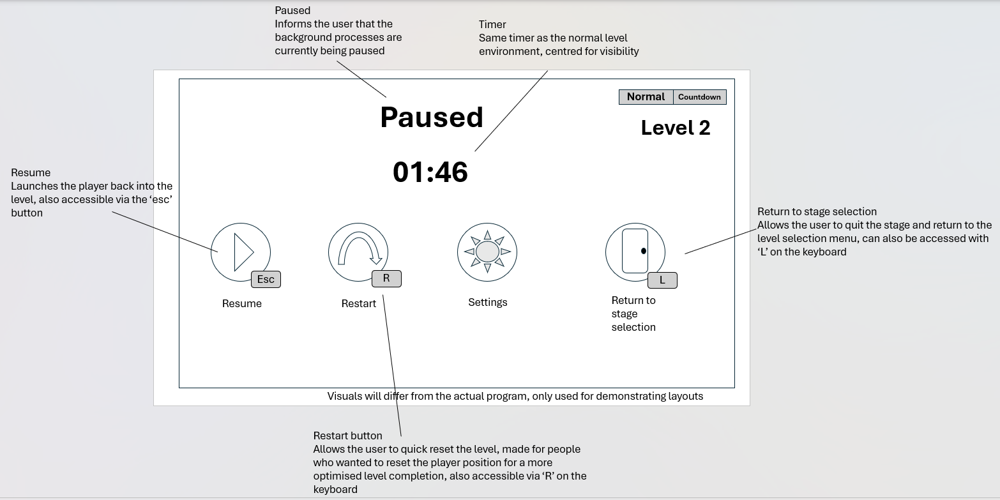 Paused
Informs the user that the
background processes are
currently being paused
Timer
Same timer as the normal level
environment, centred for visibility
Normal
Countdown
Paused
Level 2
01:46
Resume
Launches the player back into the
level, also accessible via the ‘esc’
button
Return to stage selection
Allows the user to quit the stage and return to the
level selection menu, can also be accessed with
‘L’ on the keyboard
Esc
R
L
Resume
Restart
Settings
Return to
stage
selection
Visuals will differ from the actual program, only used for demonstrating layouts
Restart button
Allows the user to quick reset the level, made for people
who wanted to reset the player position for a more
optimised level completion, also accessible via ‘R’ on the
keyboard